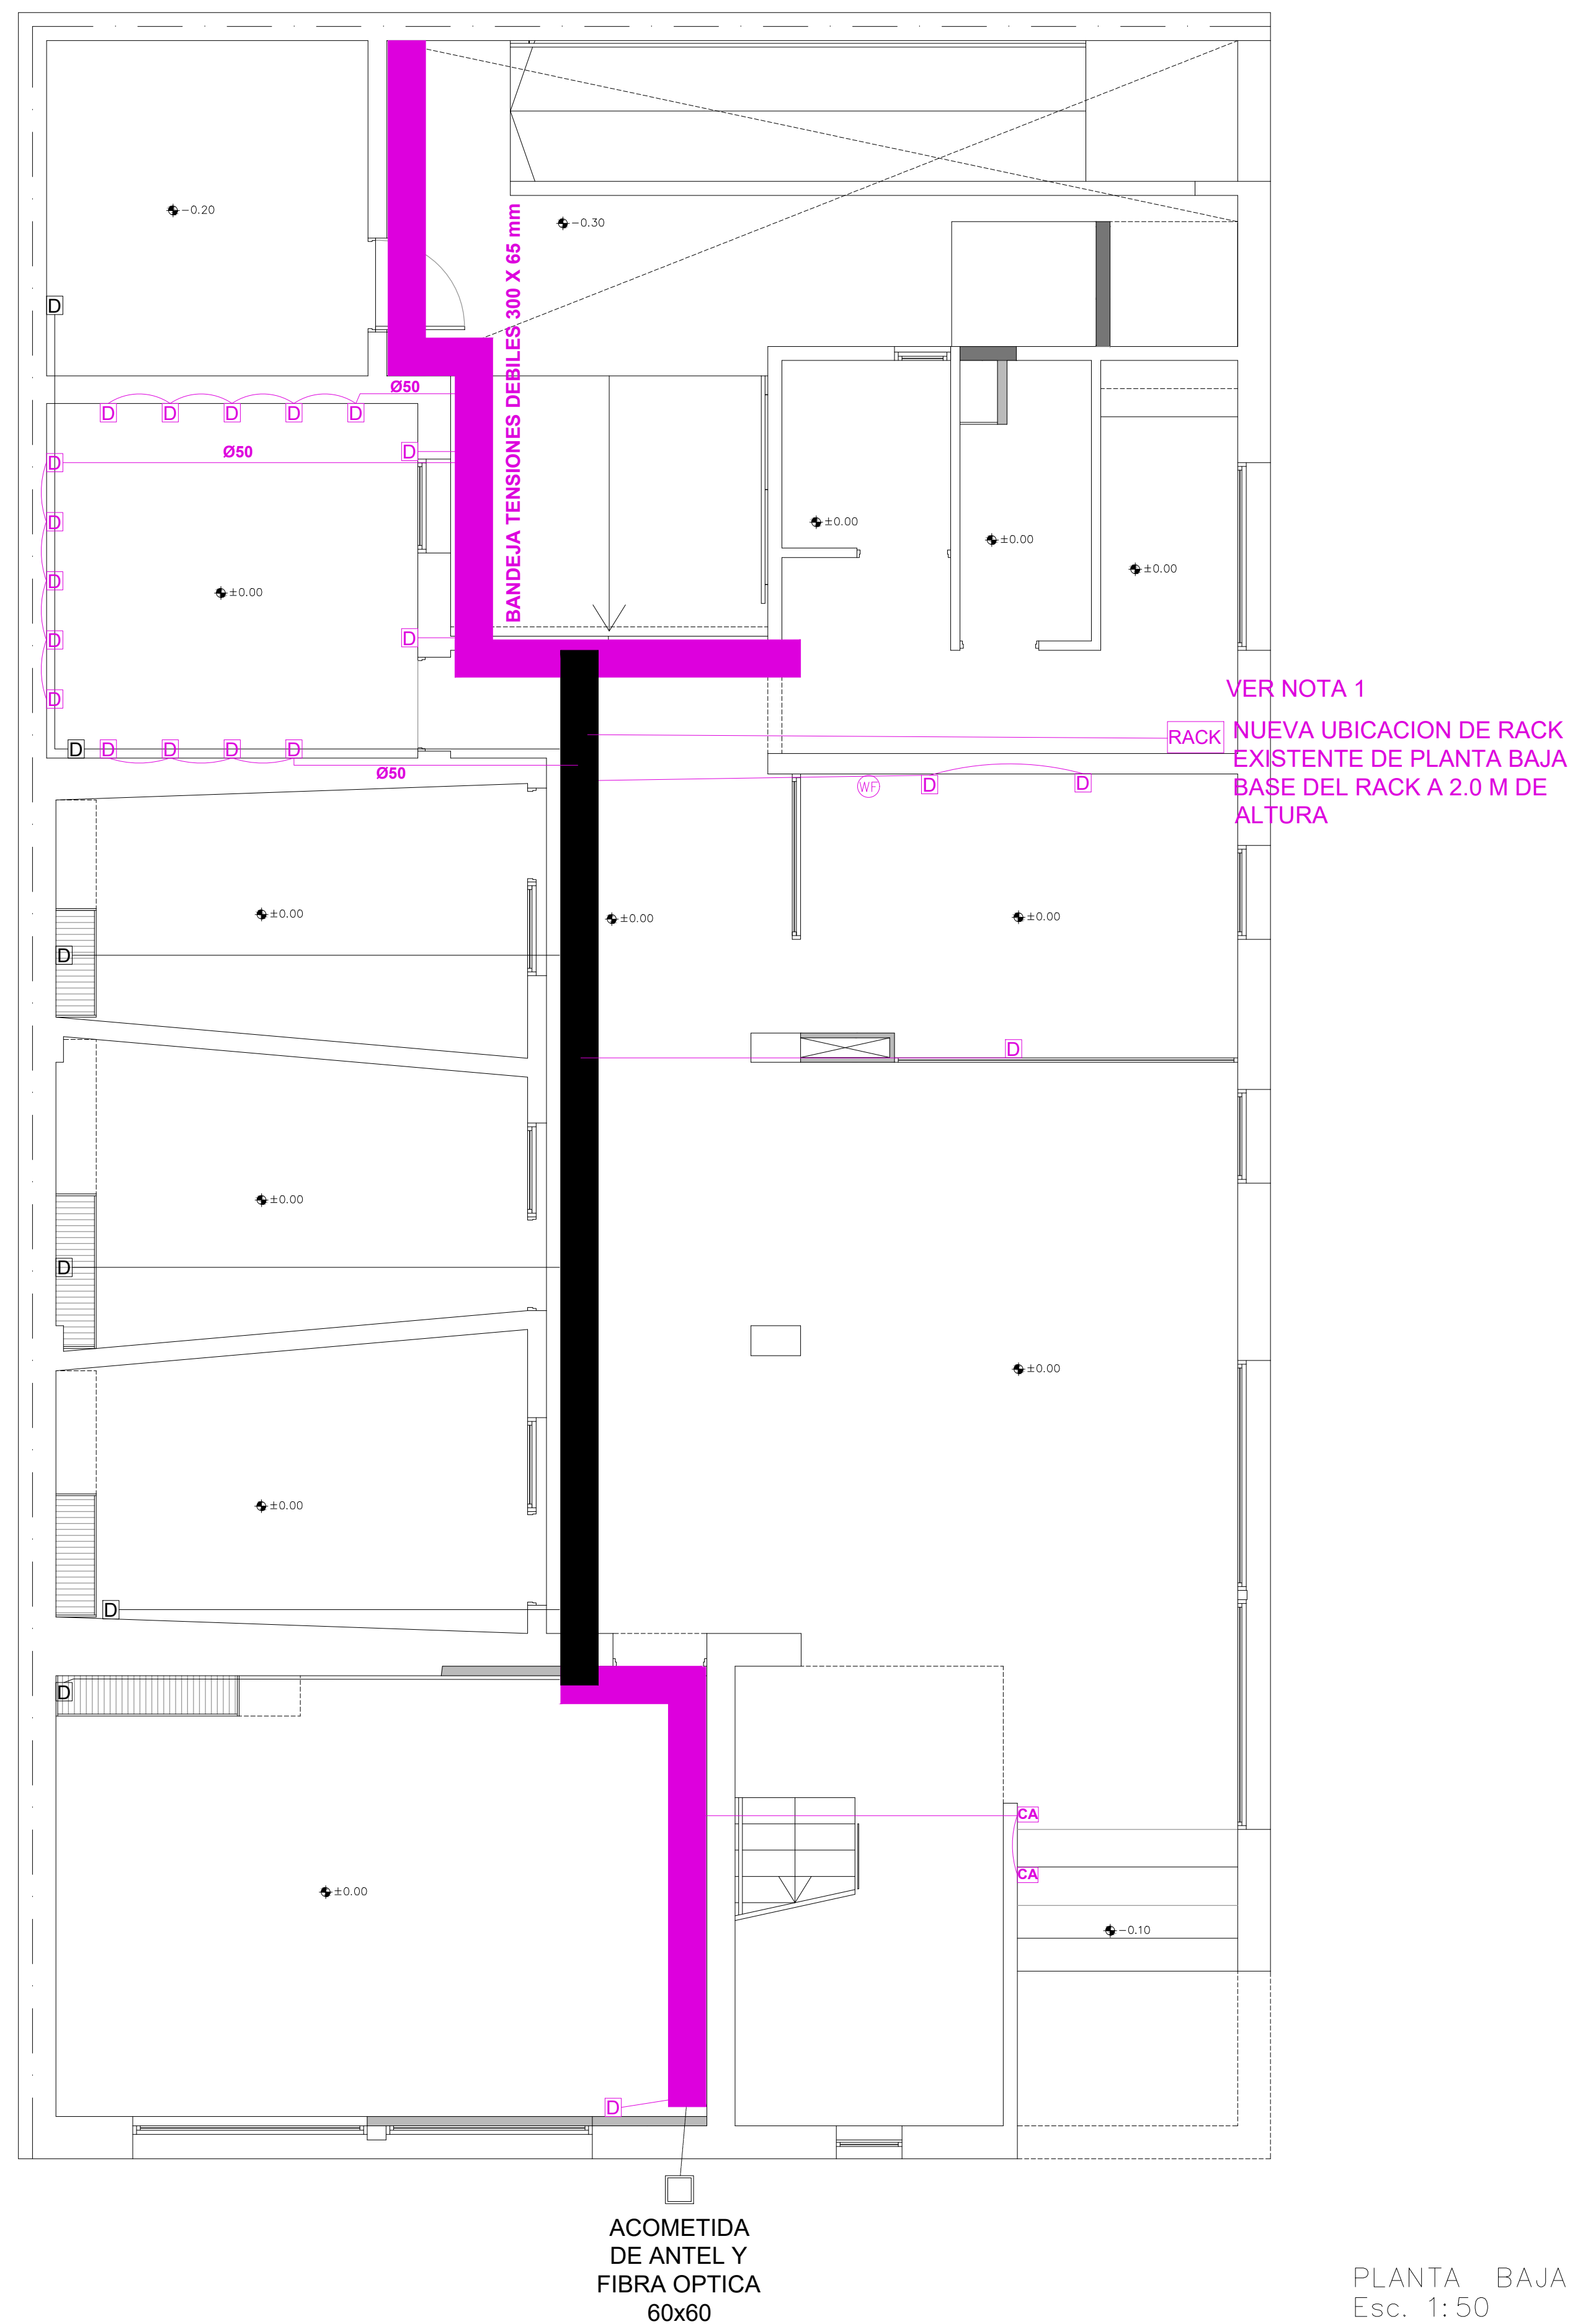 -0.20
-0.30
BANDEJA TENSIONES DEBILES 300 X 65 mm
D
Ø50
D
D
D
D
D
Ø50
D
D
D
±0.00
±0.00
±0.00
±0.00
D
D
D
D
VER NOTA 1
D
RACK
NUEVA UBICACION DE RACK
EXISTENTE DE PLANTA BAJA
BASE DEL RACK A 2.0 M DE
ALTURA
D
D
D
D
D
Ø50
WF
D
D
±0.00
±0.00
±0.00
D
D
±0.00
D
±0.00
±0.00
D
D
CA
CA
±0.00
-0.10
D
ACOMETIDA
DE ANTEL Y
FIBRA OPTICA
60x60
PLANTA BAJA
Esc. 1:50